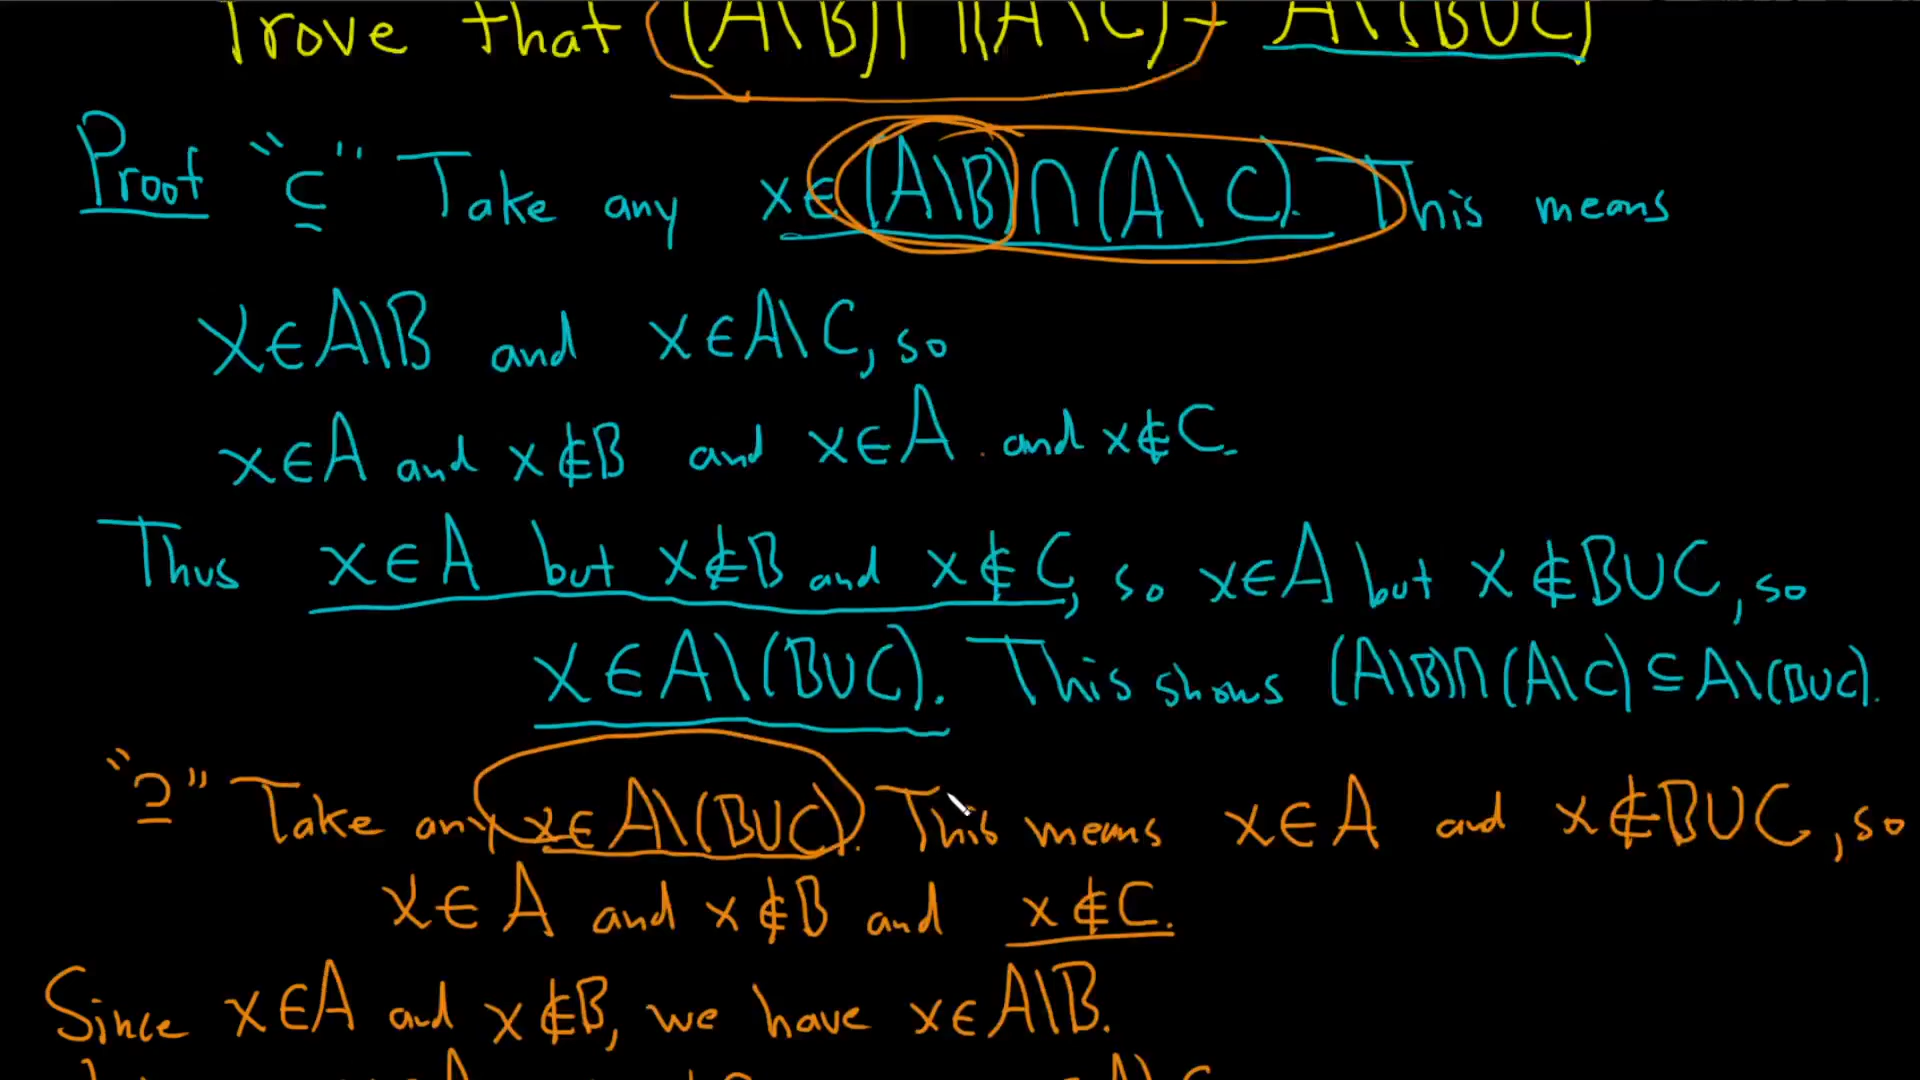 Prove that (A\B)∩(A\C) = A\(B∪C)
Proof "⊆" Take any x∈(A\B)∩(A\C). This means
x∈A\B and x∈A\C, so
x∈A and x∉B and x∈A and x∉C.
Thus x∈A but x∉B and x∉C, so x∈A but x∉B∪C, so
x∈A\(B∪C). This shows (A\B)∩(A\C)⊆A\(B∪C).
"⊇" Take any x∈A\(B∪C). This means x∈A and x∉B∪C, so
x∈A and x∉B and x∉C.
Since x∈A and x∉B, we have x∈A\B.